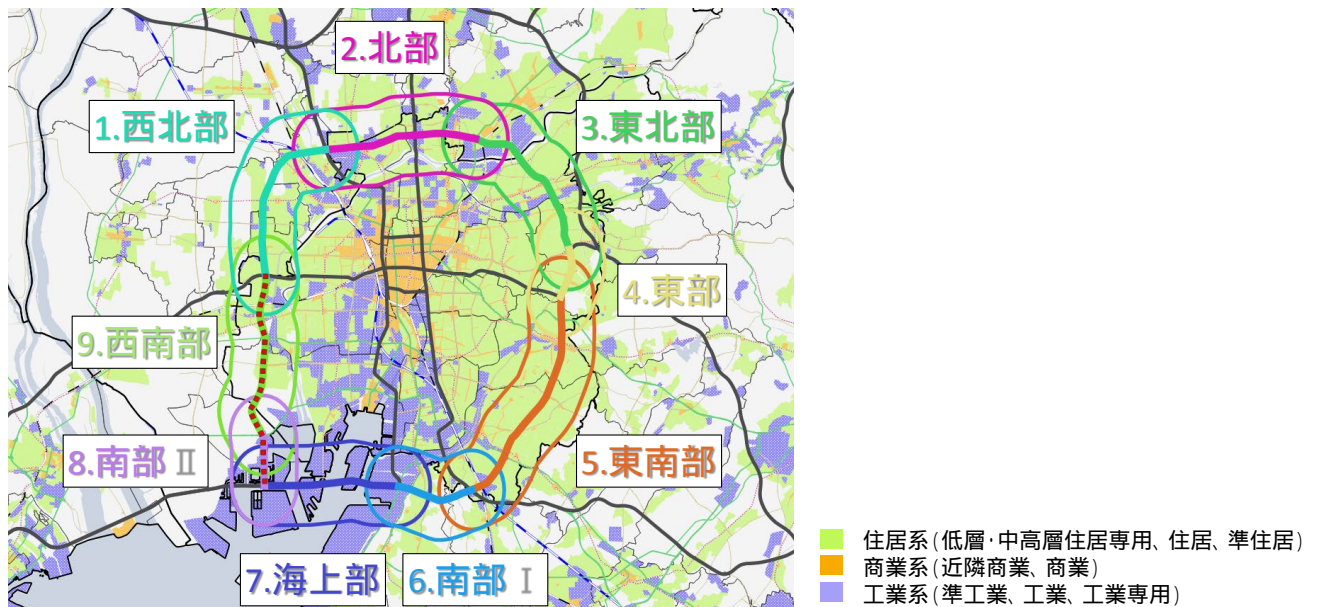 2.北部
1.西北部
3.東北部
4.東部
9.西南部
8.南部Ⅱ
5.東南部
7.海上部
6.南部Ⅰ
住居系(低層･中高層住居専用、住居、準住居)
商業系(近隣商業、商業)
工業系(準工業、工業、工業専用)